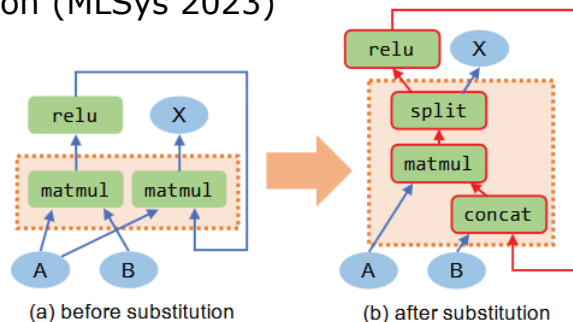 on (MLSys 2023)
relu
X
matmul
matmul
A
B
(a) before substitution
relu
X
split
matmul
concat
A
B
(b) after substitution